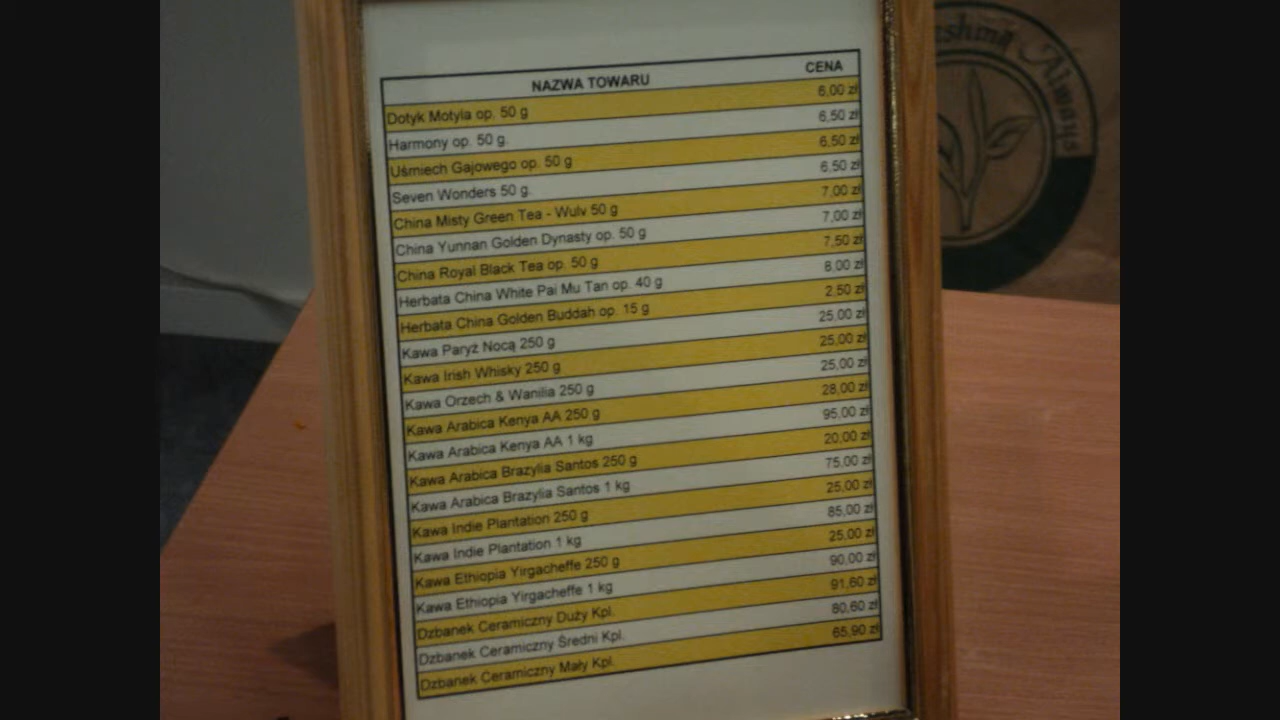 NAZWA TOWARU CENA
Dotyk Motyla op. 50 g 6,00 zł
Harmony op. 50 g. 6,50 zł
Uśmiech Gajowego op. 50 g 6,50 zł
Seven Wonders 50 g. 6,50 zł
China Misty Green Tea - Wulv 50 g 7,00 zł
China Yunnan Golden Dynasty op. 50 g 7,00 zł
China Royal Black Tea op. 50 g 7,50 zł
Herbata China White Pai Mu Tan op. 40 g 8,00 zł
Herbata China Golden Buddah op. 15 g 2,50 zł
Kawa Paryż Nocą 250 g 25,00 zł
Kawa Irish Whisky 250 g 25,00 zł
Kawa Orzech & Wanilia 250 g 25,00 zł
Kawa Arabica Kenya AA 250 g 28,00 zł
Kawa Arabica Kenya AA 1 kg 95,00 zł
Kawa Arabica Brazylia Santos 250 g 20,00 zł
Kawa Arabica Brazylia Santos 1 kg 75,00 zł
Kawa Indie Plantation 250 g 25,00 zł
Kawa Indie Plantation 1 kg 85,00 zł
Kawa Ethiopia Yirgacheffe 250 g 25,00 zł
Kawa Ethiopia Yirgacheffe 1 kg 90,00 zł
Dzbanek Ceramiczny Duży Kpl. 91,60 zł
Dzbanek Ceramiczny Średni Kpl. 80,60 zł
Dzbanek Ceramiczny Mały Kpl. 65,90 zł
Always